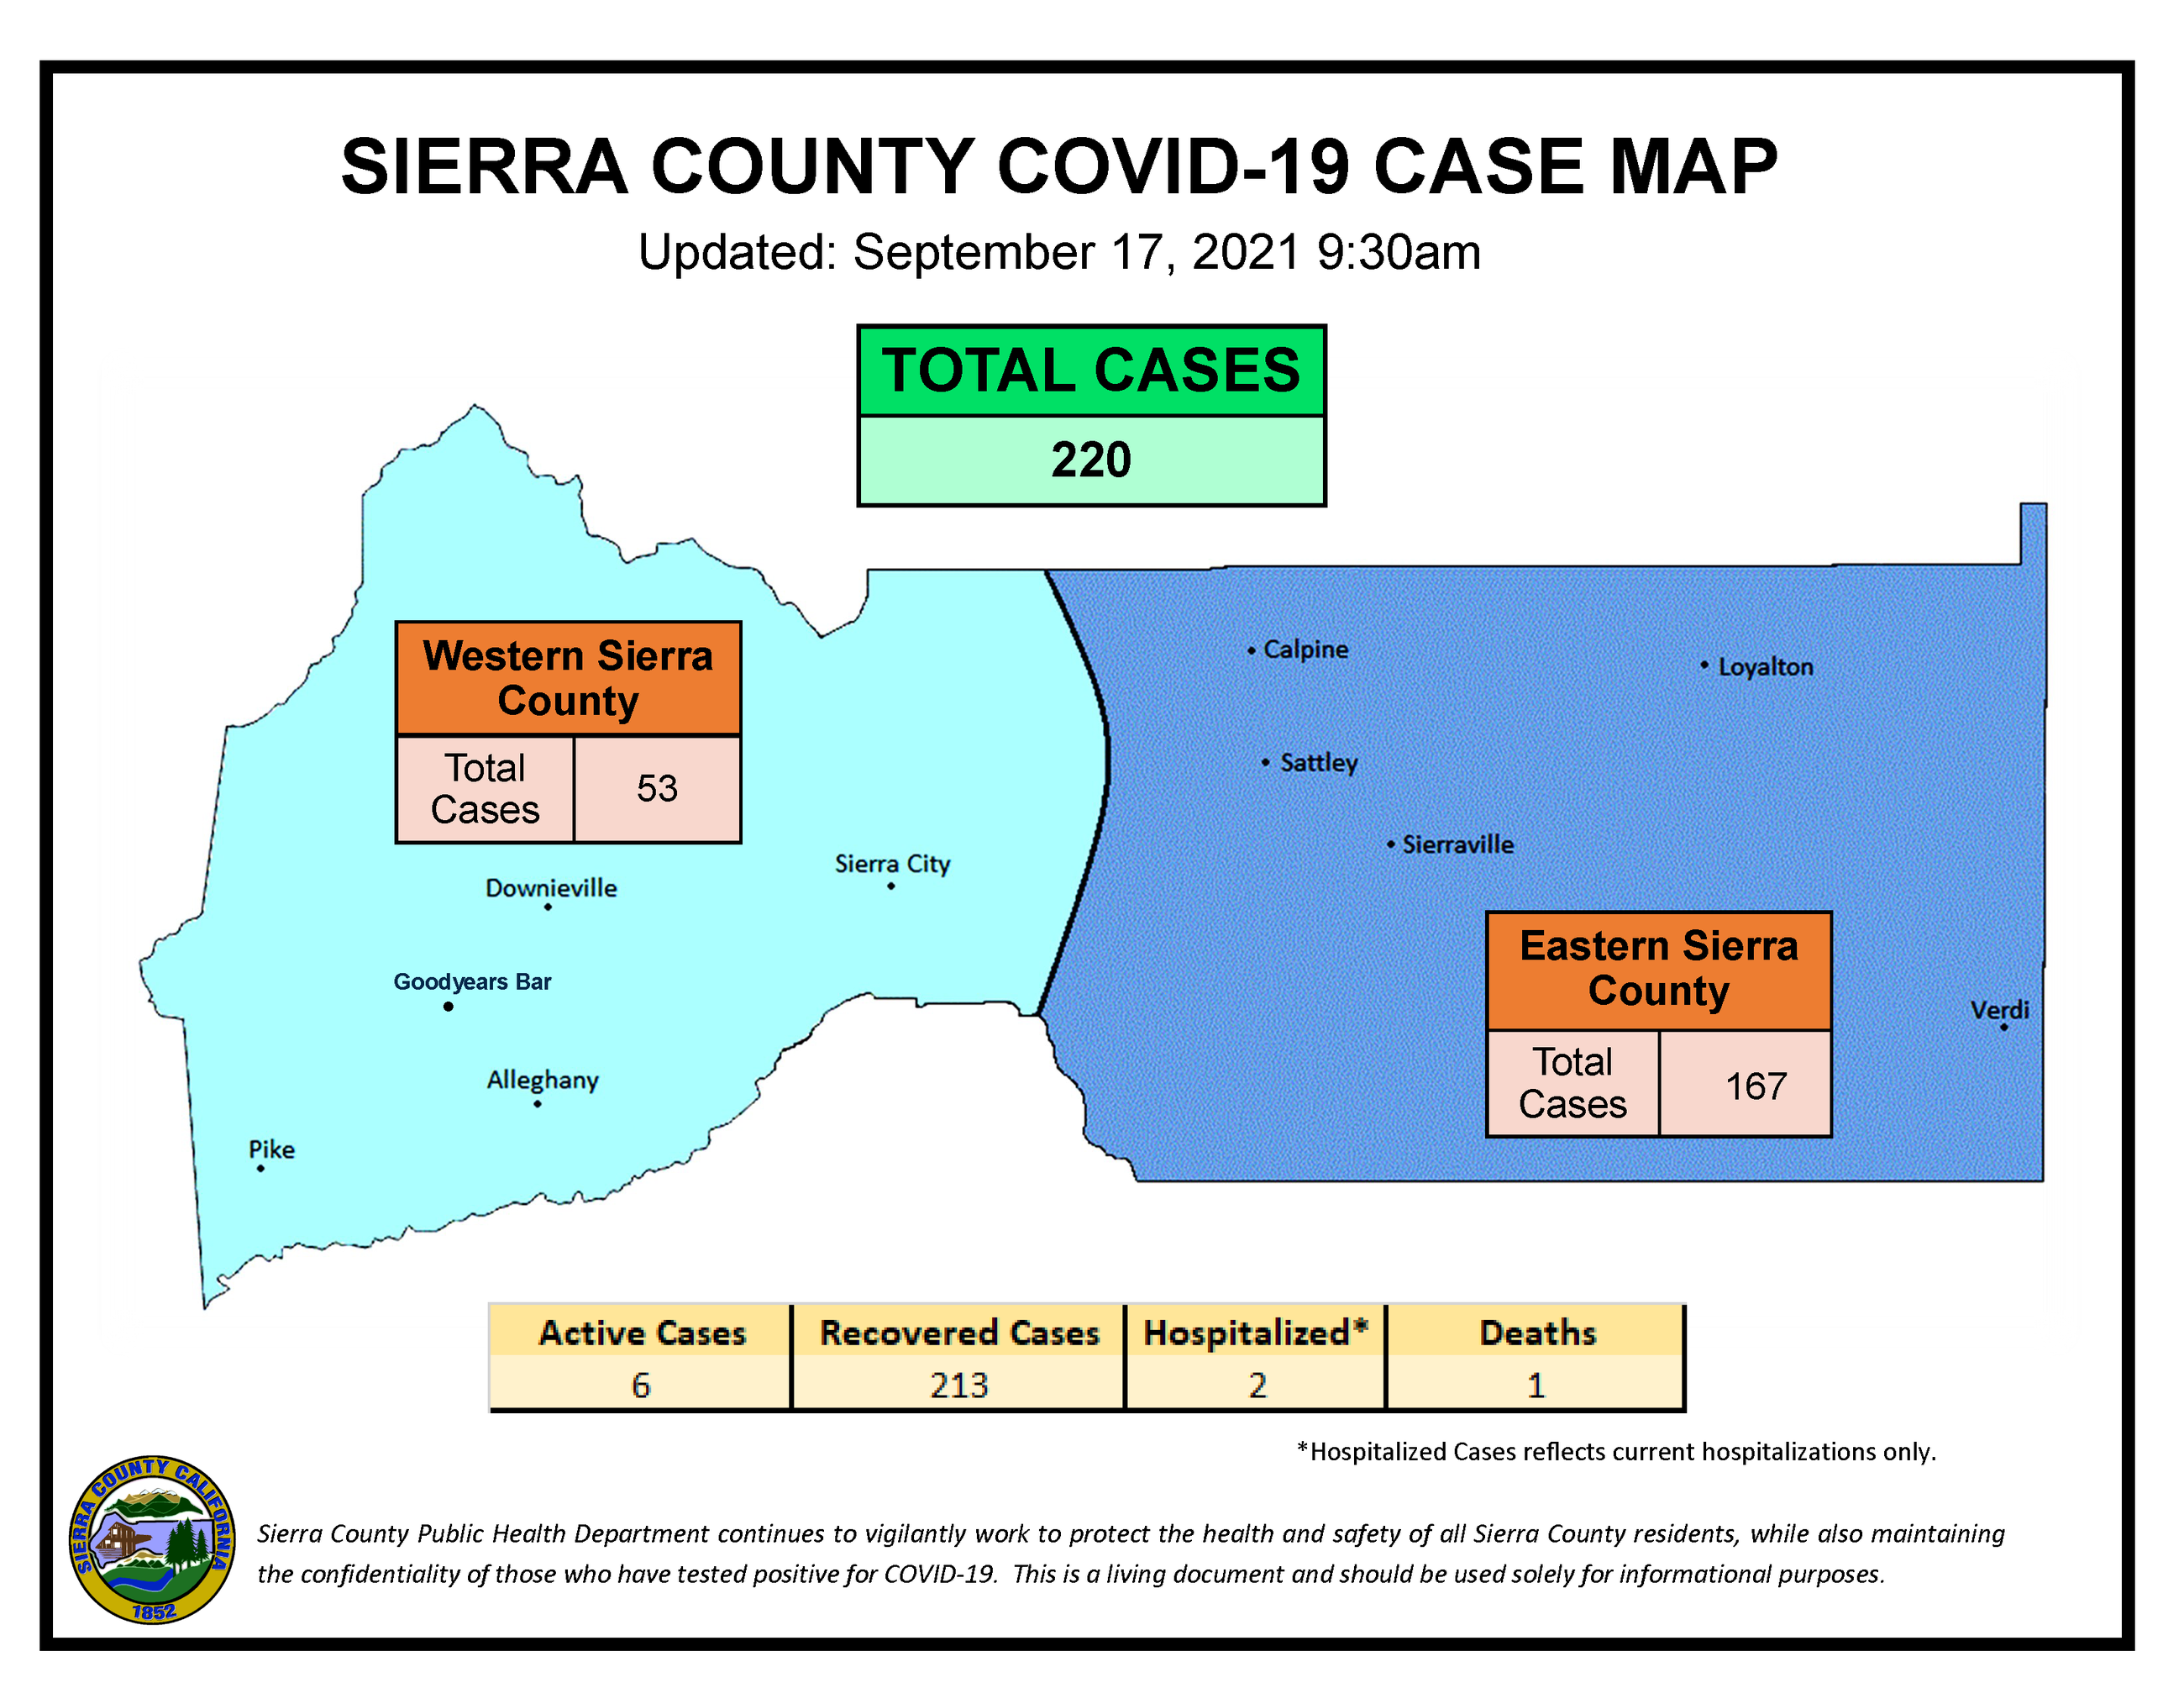 SIERRA COUNTY COVID-19 CASE MAP
Updated: September 17, 2021 9:30am
TOTAL CASES
220
Western Sierra
County
Total
Cases
53
Calpine
Loyalton
Sattley
Sierraville
Sierra City
Downieville
Goodyears Bar
Alleghany
Pike
Eastern Sierra
County
Total
Cases
167
Verdi
Active Cases Recovered Cases Hospitalized* Deaths
6 213 2 1
*Hospitalized Cases reflects current hospitalizations only.
SIERRA COUNTY CALIFORNIA
1852
Sierra County Public Health Department continues to vigilantly work to protect the health and safety of all Sierra County residents, while also maintaining
the confidentiality of those who have tested positive for COVID-19.  This is a living document and should be used solely for informational purposes.